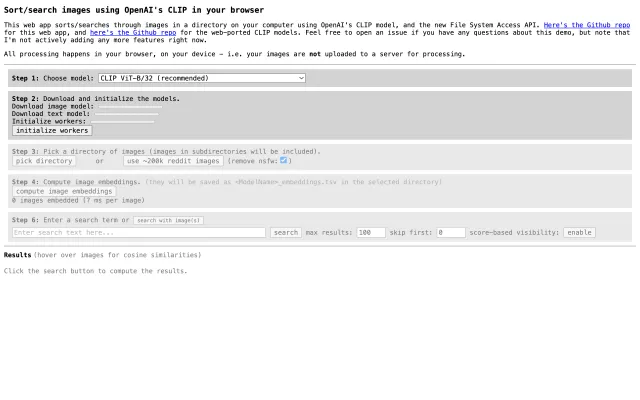 Sort/search images using OpenAI's CLIP in your browser
This web app sorts/searches through images in a directory on your computer using OpenAI's CLIP model, and the new File System Access API. Here's the Github repo
for this web app, and here's the Github repo for the web-ported CLIP models. Feel free to open an issue if you have any questions about this demo, but note that
I'm not actively adding any more features right now.
All processing happens in your browser, on your device - i.e. your images are not uploaded to a server for processing.
Step 1: Choose model: CLIP ViT-B/32 (recommended)
Step 2: Download and initialize the models.
Download image model:
Download text model:
Initialize workers:
initialize workers
Step 3: Pick a directory of images (images in subdirectories will be included).
pick directory or use ~200k reddit images (remove nsfw: )
Step 4: Compute image embeddings. (they will be saved as <ModelName>_embeddings.tsv in the selected directory)
compute image embeddings
0 images embedded (? ms per image)
Step 6: Enter a search term or search with image(s)
Enter search text here... search max results: 100 skip first: 0 score-based visibility: enable
Results (hover over images for cosine similarities)
Click the search button to compute the results.